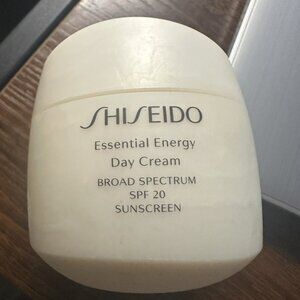 SHISEIDO
Essential Energy
Day Cream
BROAD SPECTRUM
SPF 20
SUNSCREEN